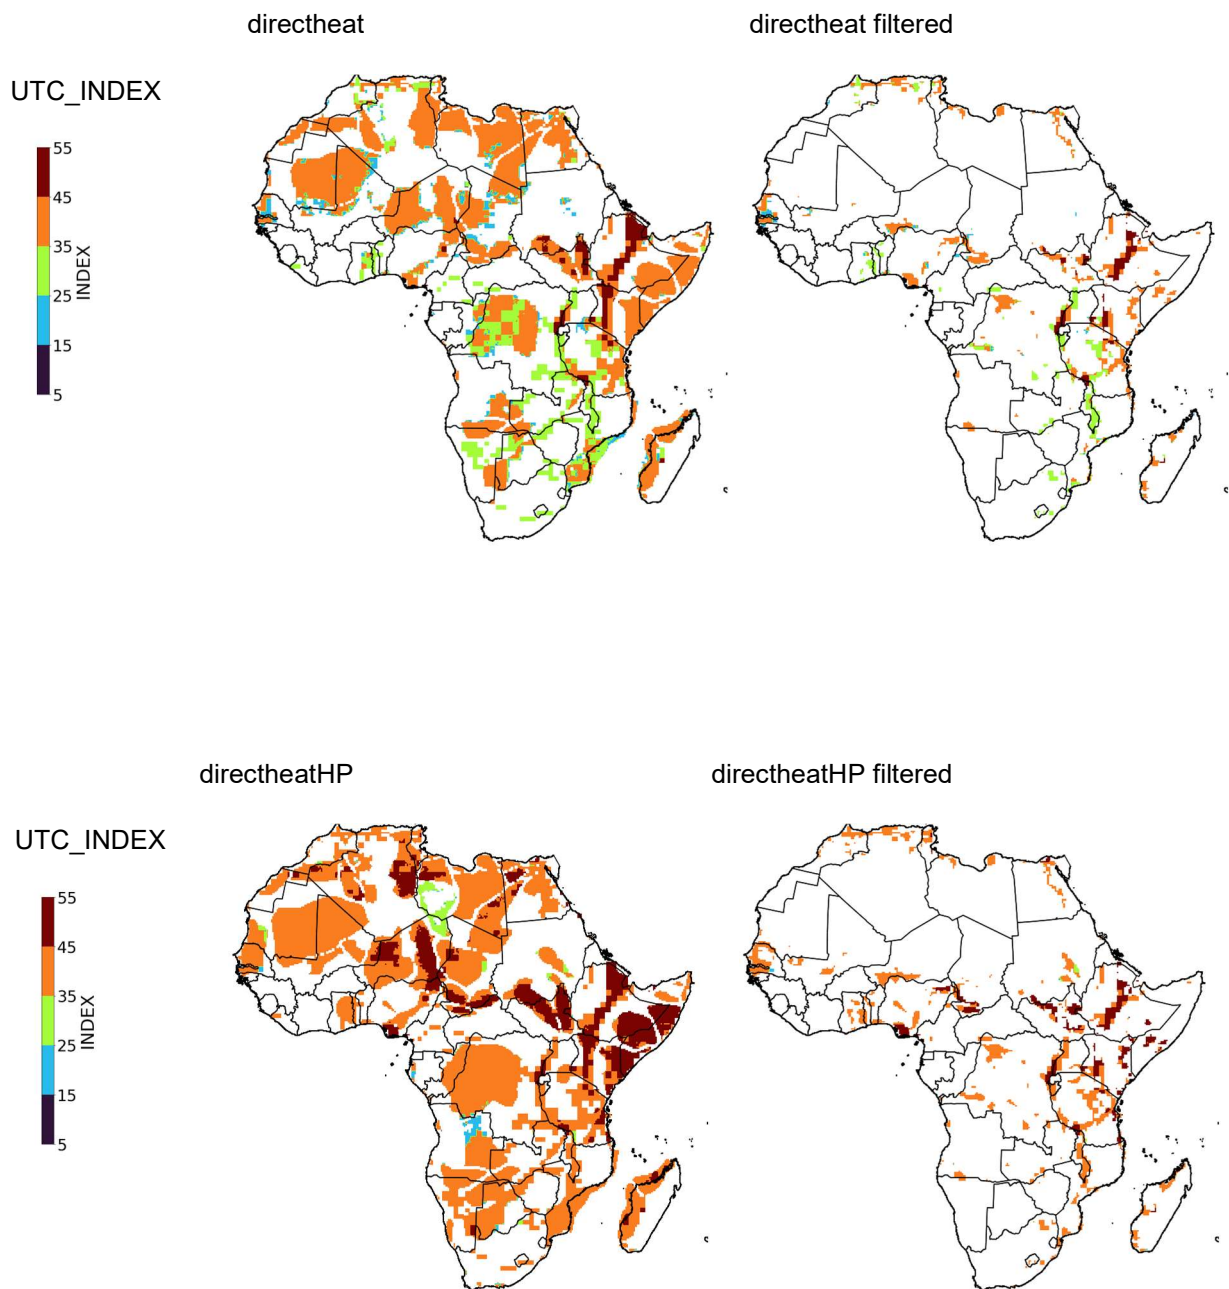 directheat
directheat filtered
UTC_INDEX
55
45
35
25
15
5
INDEX
directheatHP
directheatHP filtered
UTC_INDEX
55
45
35
25
15
5
INDEX